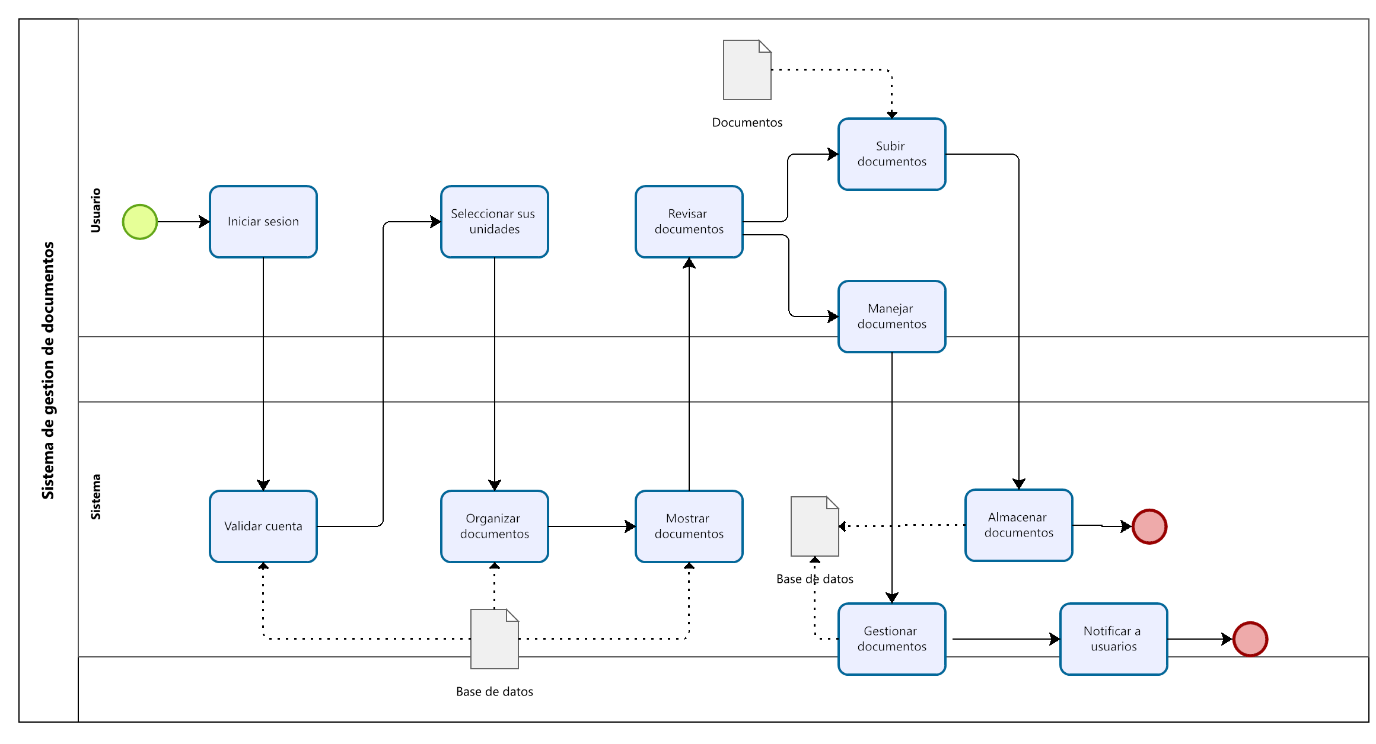 Sistema de gestion de documentos
Usuario
Documentos
Subir
documentos
Iniciar sesion
Seleccionar sus
unidades
Revisar
documentos
Manejar
documentos
Sistema
Validar cuenta
Organizar
documentos
Mostrar
documentos
Almacenar
documentos
Base de datos
Gestionar
documentos
Notificar a
usuarios
Base de datos